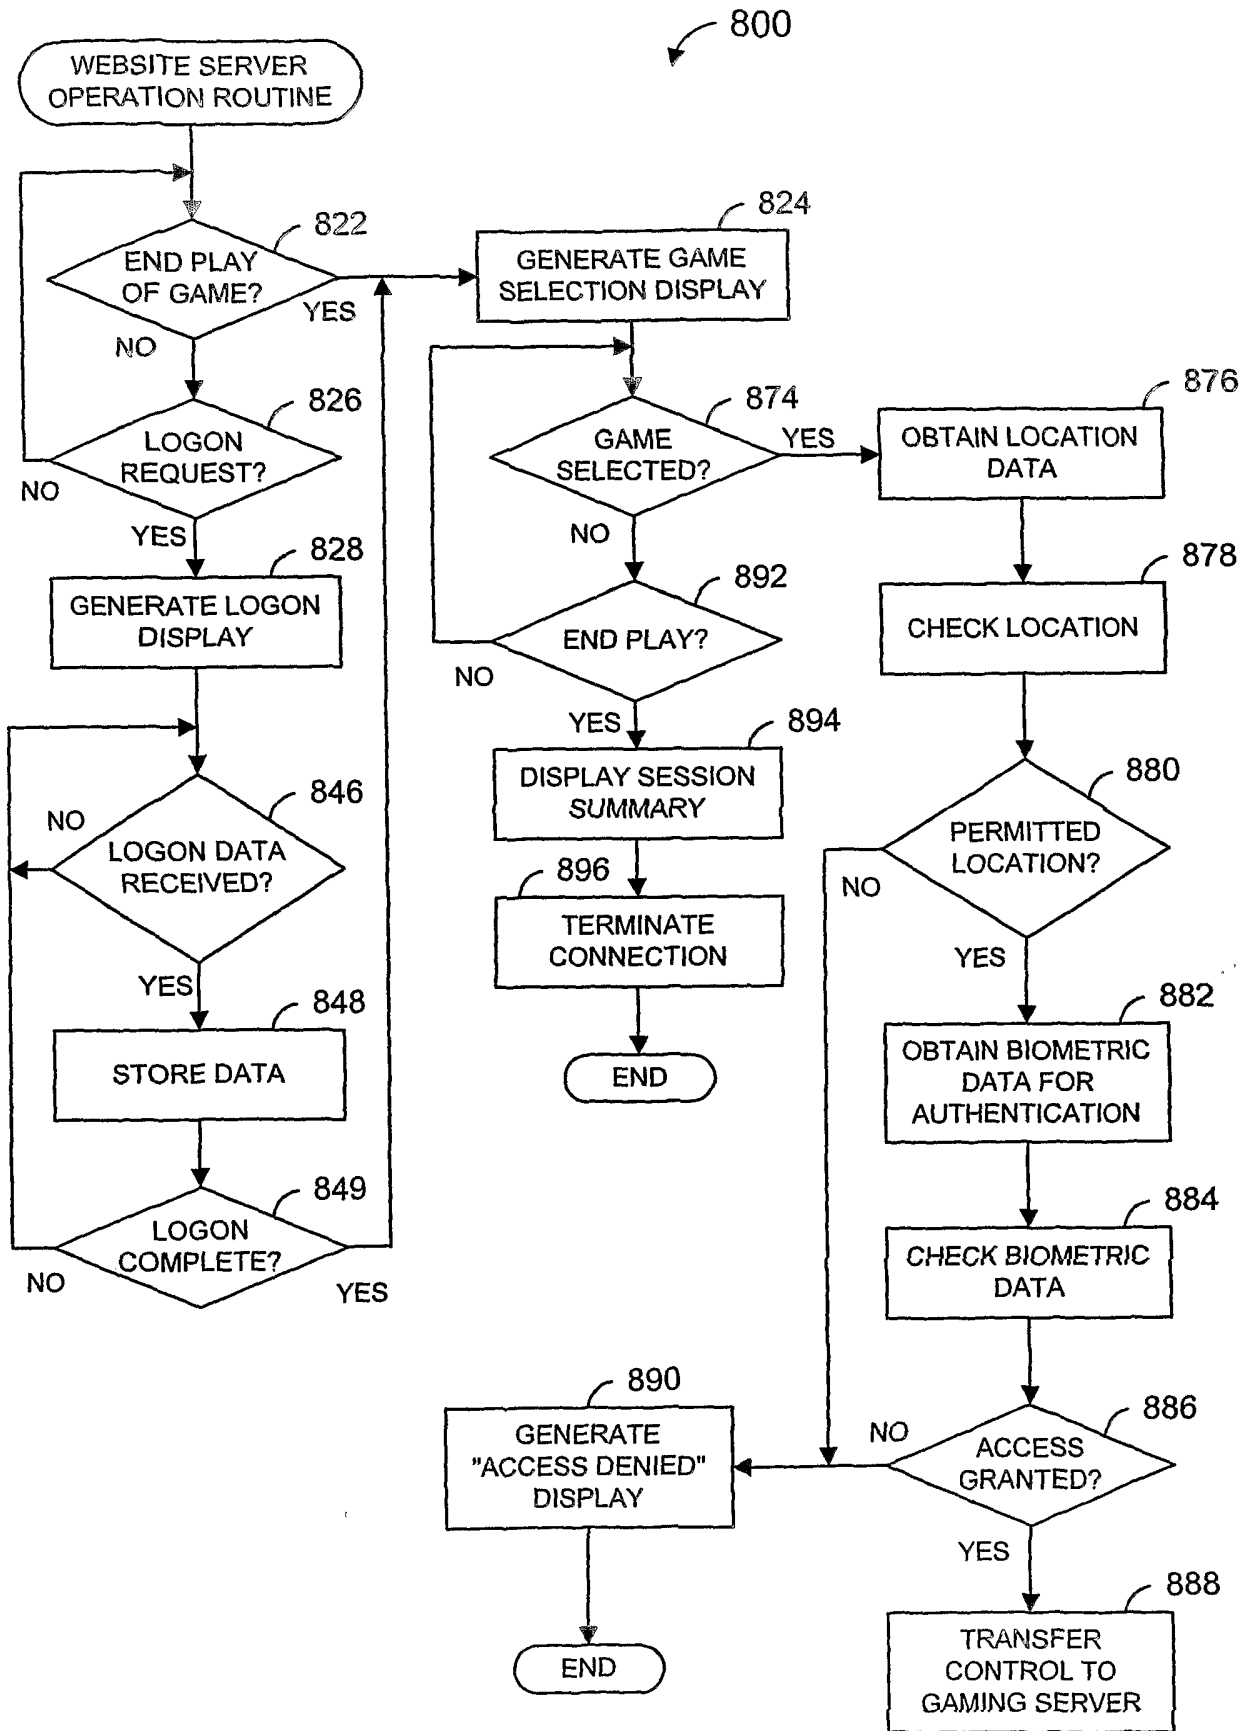 800
WEBSITE SERVER
OPERATION ROUTINE
822
END PLAY
OF GAME?
YES
NO
826
LOGON
REQUEST?
NO
YES
828
GENERATE LOGON
DISPLAY
846
NO
LOGON DATA
RECEIVED?
YES
848
STORE DATA
849
LOGON
COMPLETE?
NO
YES
824
GENERATE GAME
SELECTION DISPLAY
874
GAME
SELECTED?
YES
NO
892
END PLAY?
NO
YES
894
DISPLAY SESSION
SUMMARY
896
TERMINATE
CONNECTION
END
876
OBTAIN LOCATION
DATA
878
CHECK LOCATION
880
PERMITTED
LOCATION?
NO
YES
882
OBTAIN BIOMETRIC
DATA FOR
AUTHENTICATION
884
CHECK BIOMETRIC
DATA
886
NO
ACCESS
GRANTED?
YES
890
GENERATE
"ACCESS DENIED"
DISPLAY
END
888
TRANSFER
CONTROL TO
GAMING SERVER